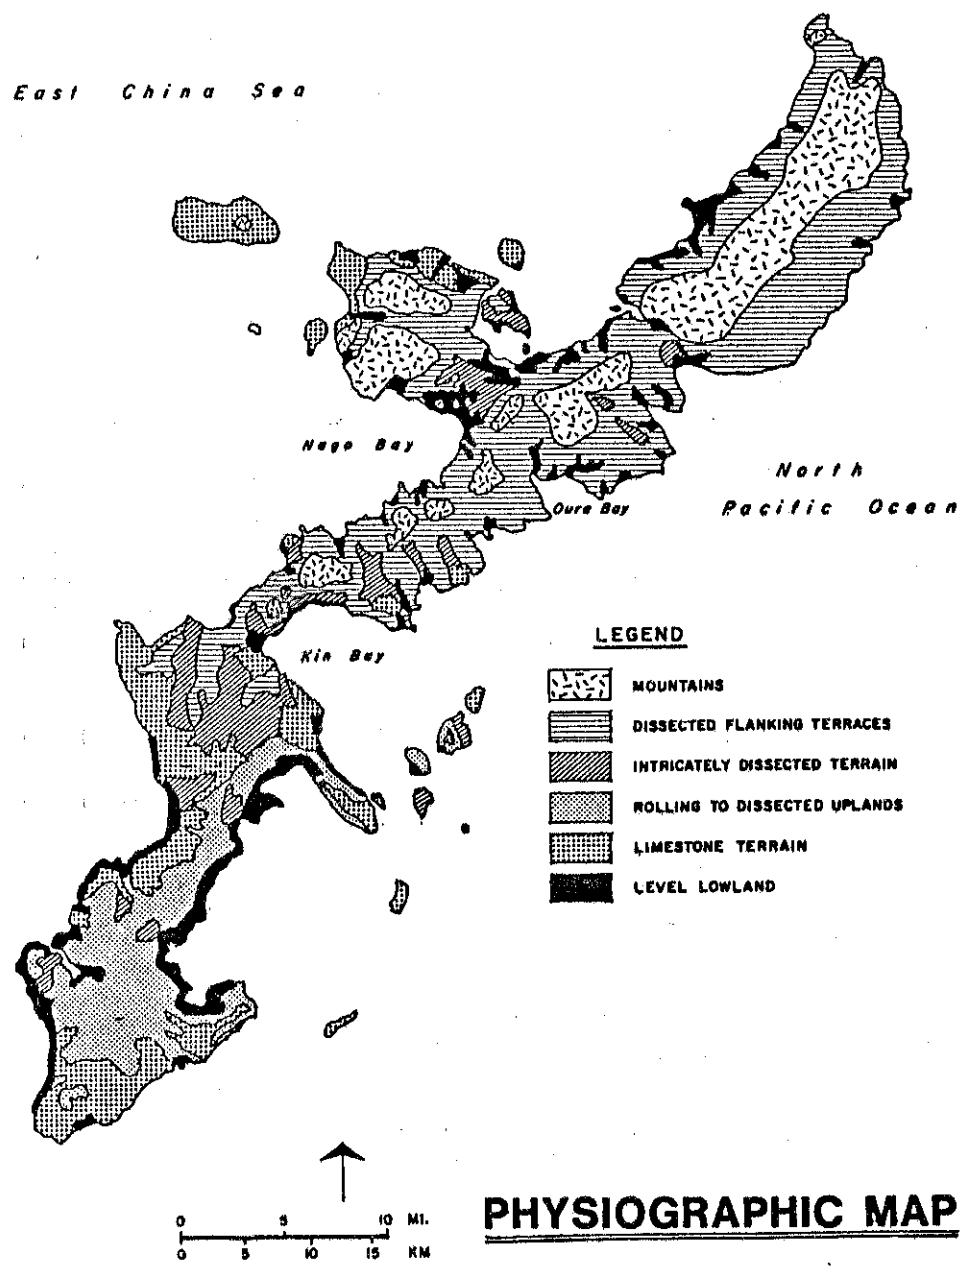 East China Sea
D
Nago Bay
North
Pacific Ocean
Oura Bay
Kin Bay
LEGEND
MOUNTAINS
DISSECTED FLANKING TERRACES
INTRICATELY DISSECTED TERRAIN
ROLLING TO DISSECTED UPLANDS
LIMESTONE TERRAIN
LEVEL LOWLAND
0 5 10 MI.
0 5 10 15 KM
PHYSIOGRAPHIC MAP